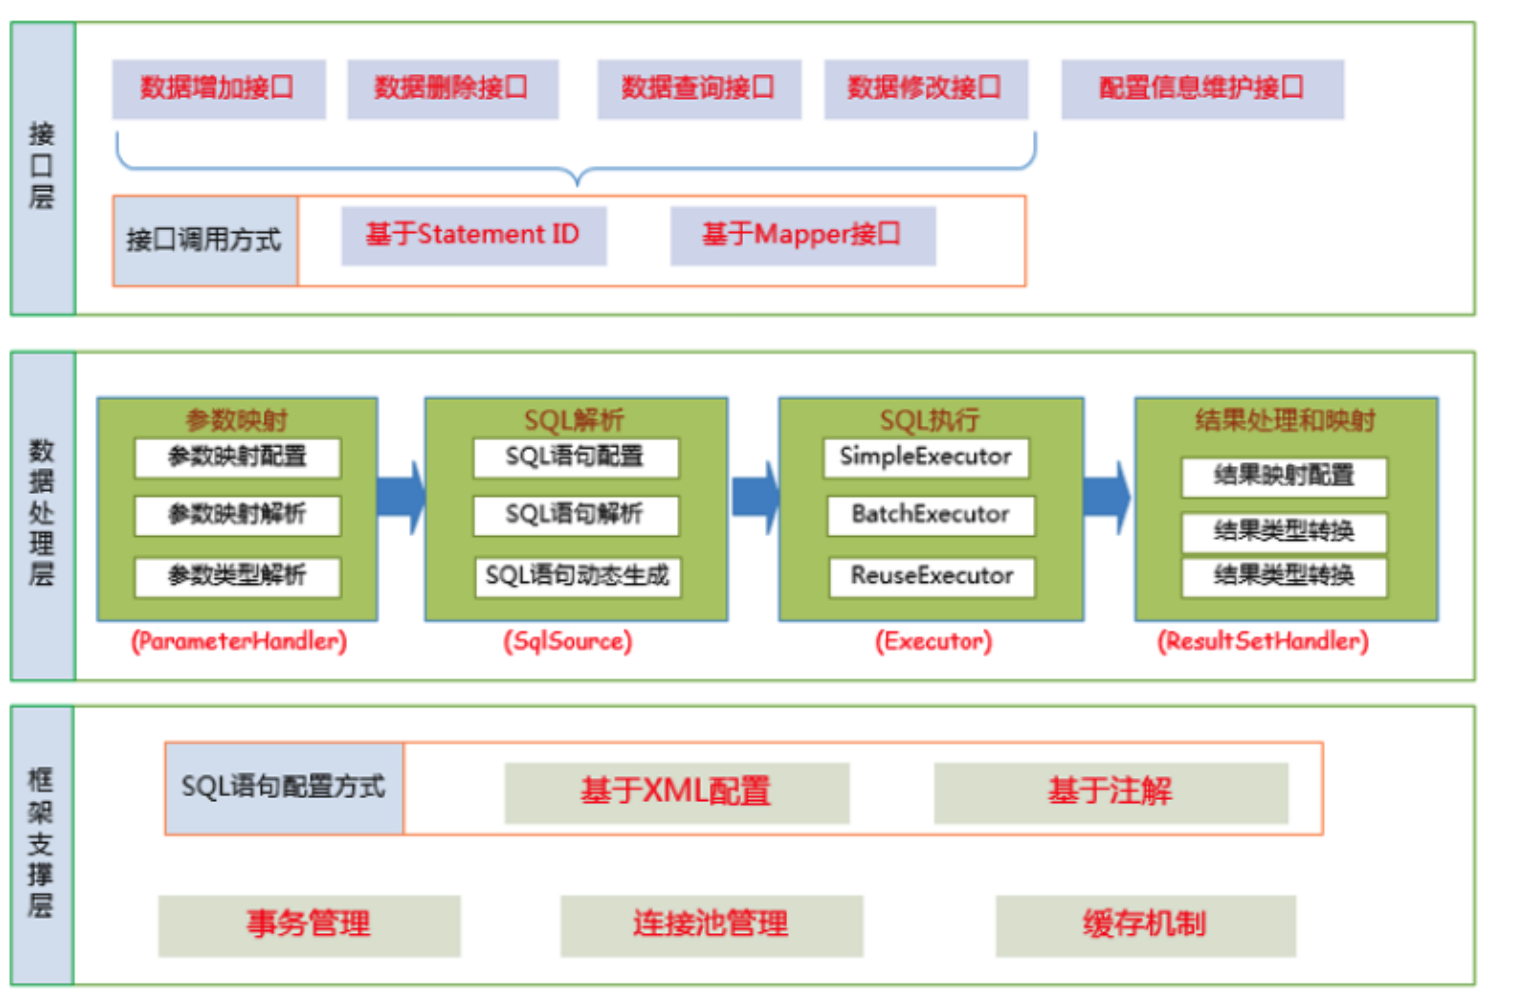 接口层
数据增加接口
数据删除接口
数据查询接口
数据修改接口
配置信息维护接口
接口调用方式
基于Statement ID
基于Mapper接口
数据处理层
参数映射
参数映射配置
参数映射解析
参数类型解析
(ParameterHandler)
SQL解析
SQL语句配置
SQL语句解析
SQL语句动态生成
(SqlSource)
SQL执行
SimpleExecutor
BatchExecutor
ReuseExecutor
(Executor)
结果处理和映射
结果映射配置
结果类型转换
结果类型转换
(ResultSetHandler)
框架支撑层
SQL语句配置方式
基于XML配置
基于注解
事务管理
连接池管理
缓存机制